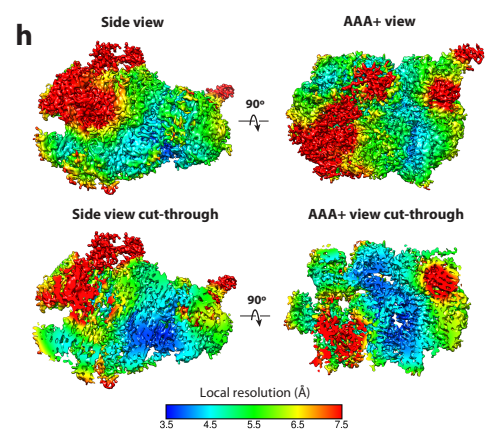 h
Side view
AAA+ view
90º
Side view cut-through
AAA+ view cut-through
90º
Local resolution (Å)
3.5 4.5 5.5 6.5 7.5